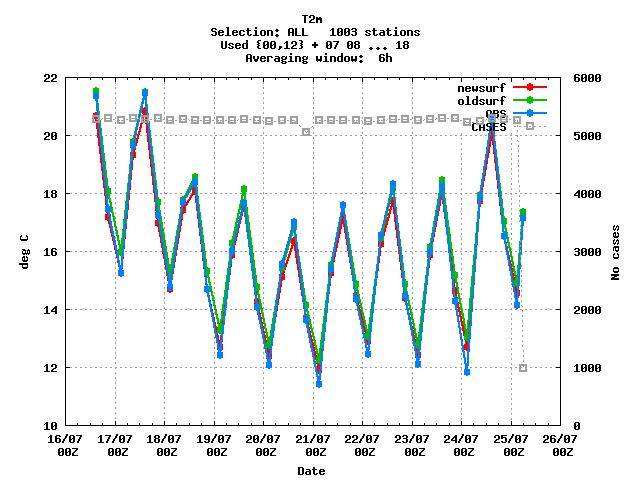 T2m
Selection: ALL   1003 stations
Used {00,12} + 07 08 ... 18
Averaging window:  6h
newsurf
oldsurf
OBS
CASES
22
20
18
16
14
12
10
deg C
6000
5000
4000
3000
2000
1000
0
No cases
16/07 17/07 18/07 19/07 20/07 21/07 22/07 23/07 24/07 25/07 26/07
00Z 00Z 00Z 00Z 00Z 00Z 00Z 00Z 00Z 00Z 00Z
Date